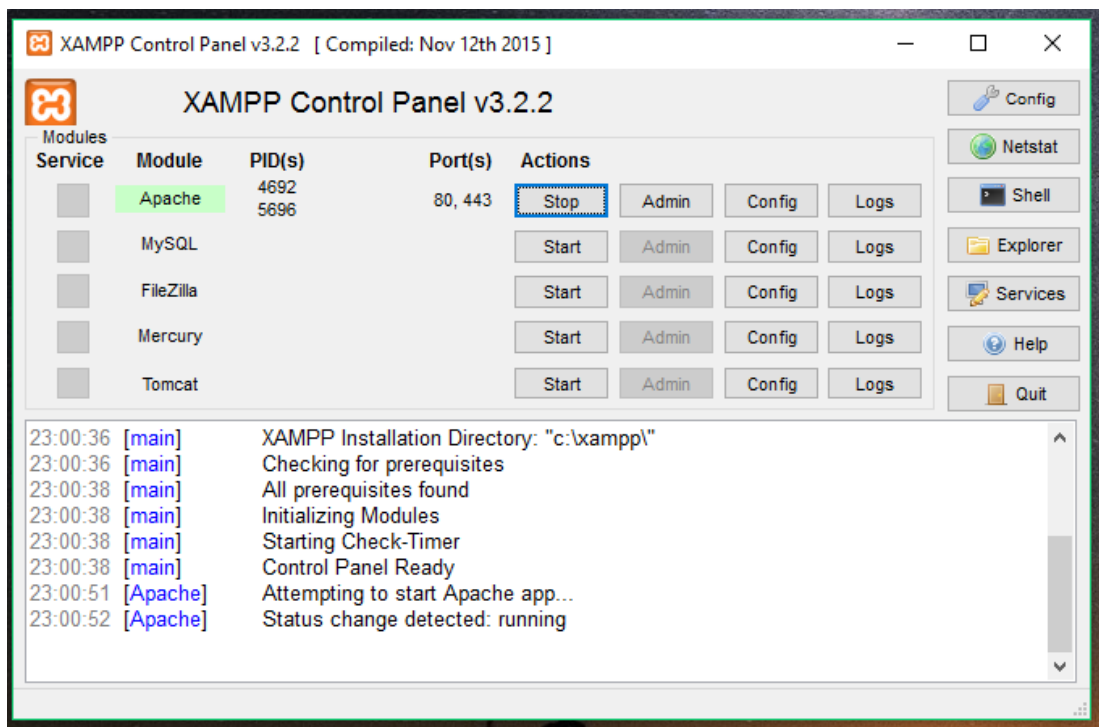 XAMPP Control Panel v3.2.2 [ Compiled: Nov 12th 2015 ]
XAMPP Control Panel v3.2.2
Config
Modules
Netstat
Service Module PID(s) Port(s) Actions
Apache 4692 5696 80, 443 Stop Admin Config Logs
Shell
MySQL Start Admin Config Logs
Explorer
FileZilla Start Admin Config Logs
Services
Mercury Start Admin Config Logs
Help
Tomcat Start Admin Config Logs
Quit
23:00:36 [main] XAMPP Installation Directory: "c:\xampp\"
23:00:36 [main] Checking for prerequisites
23:00:38 [main] All prerequisites found
23:00:38 [main] Initializing Modules
23:00:38 [main] Starting Check-Timer
23:00:38 [main] Control Panel Ready
23:00:51 [Apache] Attempting to start Apache app...
23:00:52 [Apache] Status change detected: running